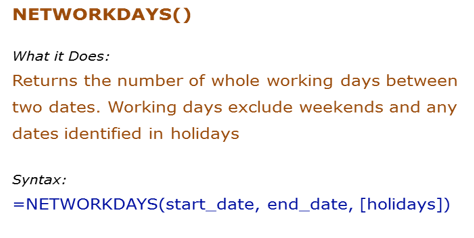 NETWORKDAYS()
What it Does:
Returns the number of whole working days between
two dates. Working days exclude weekends and any
dates identified in holidays
Syntax:
=NETWORKDAYS(start_date, end_date, [holidays])